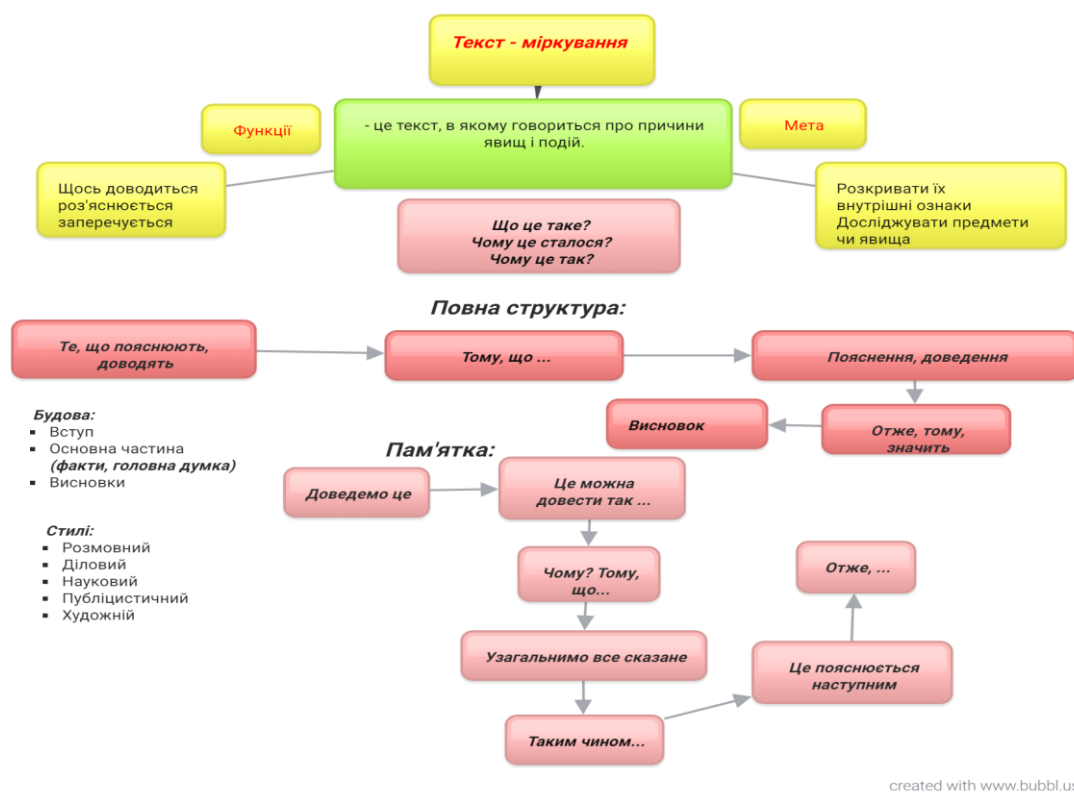 Текст - міркування
Функції
- це текст, в якому говориться про причини
явищ і подій.
Мета
Щось доводиться
роз'яснюється
заперечується
Розкривати їх
внутрішні ознаки
Досліджувати предмети
чи явища
Що це таке?
Чому це сталося?
Чому це так?
Повна структура:
Те, що пояснюють,
доводять
Тому, що ...
Пояснення, доведення
Отже, тому,
значить
Висновок
Будова:
▪ Вступ
▪ Основна частина
(факти, головна думка)
▪ Висновки
Стилі:
▪ Розмовний
▪ Діловий
▪ Науковий
▪ Публіцистичний
▪ Художній
Пам'ятка:
Доведемо це
Це можна
довести так ...
Чому? Тому,
що...
Узагальнимо все сказане
Таким чином...
Це пояснюється
наступним
Отже, ...
created with www.bubbl.us